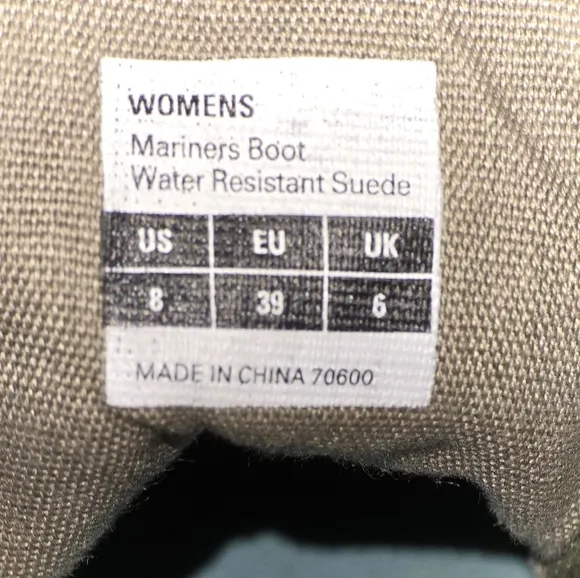 WOMENS
Mariners Boot
Water Resistant Suede
US EU UK
8 39 6
MADE IN CHINA 70600